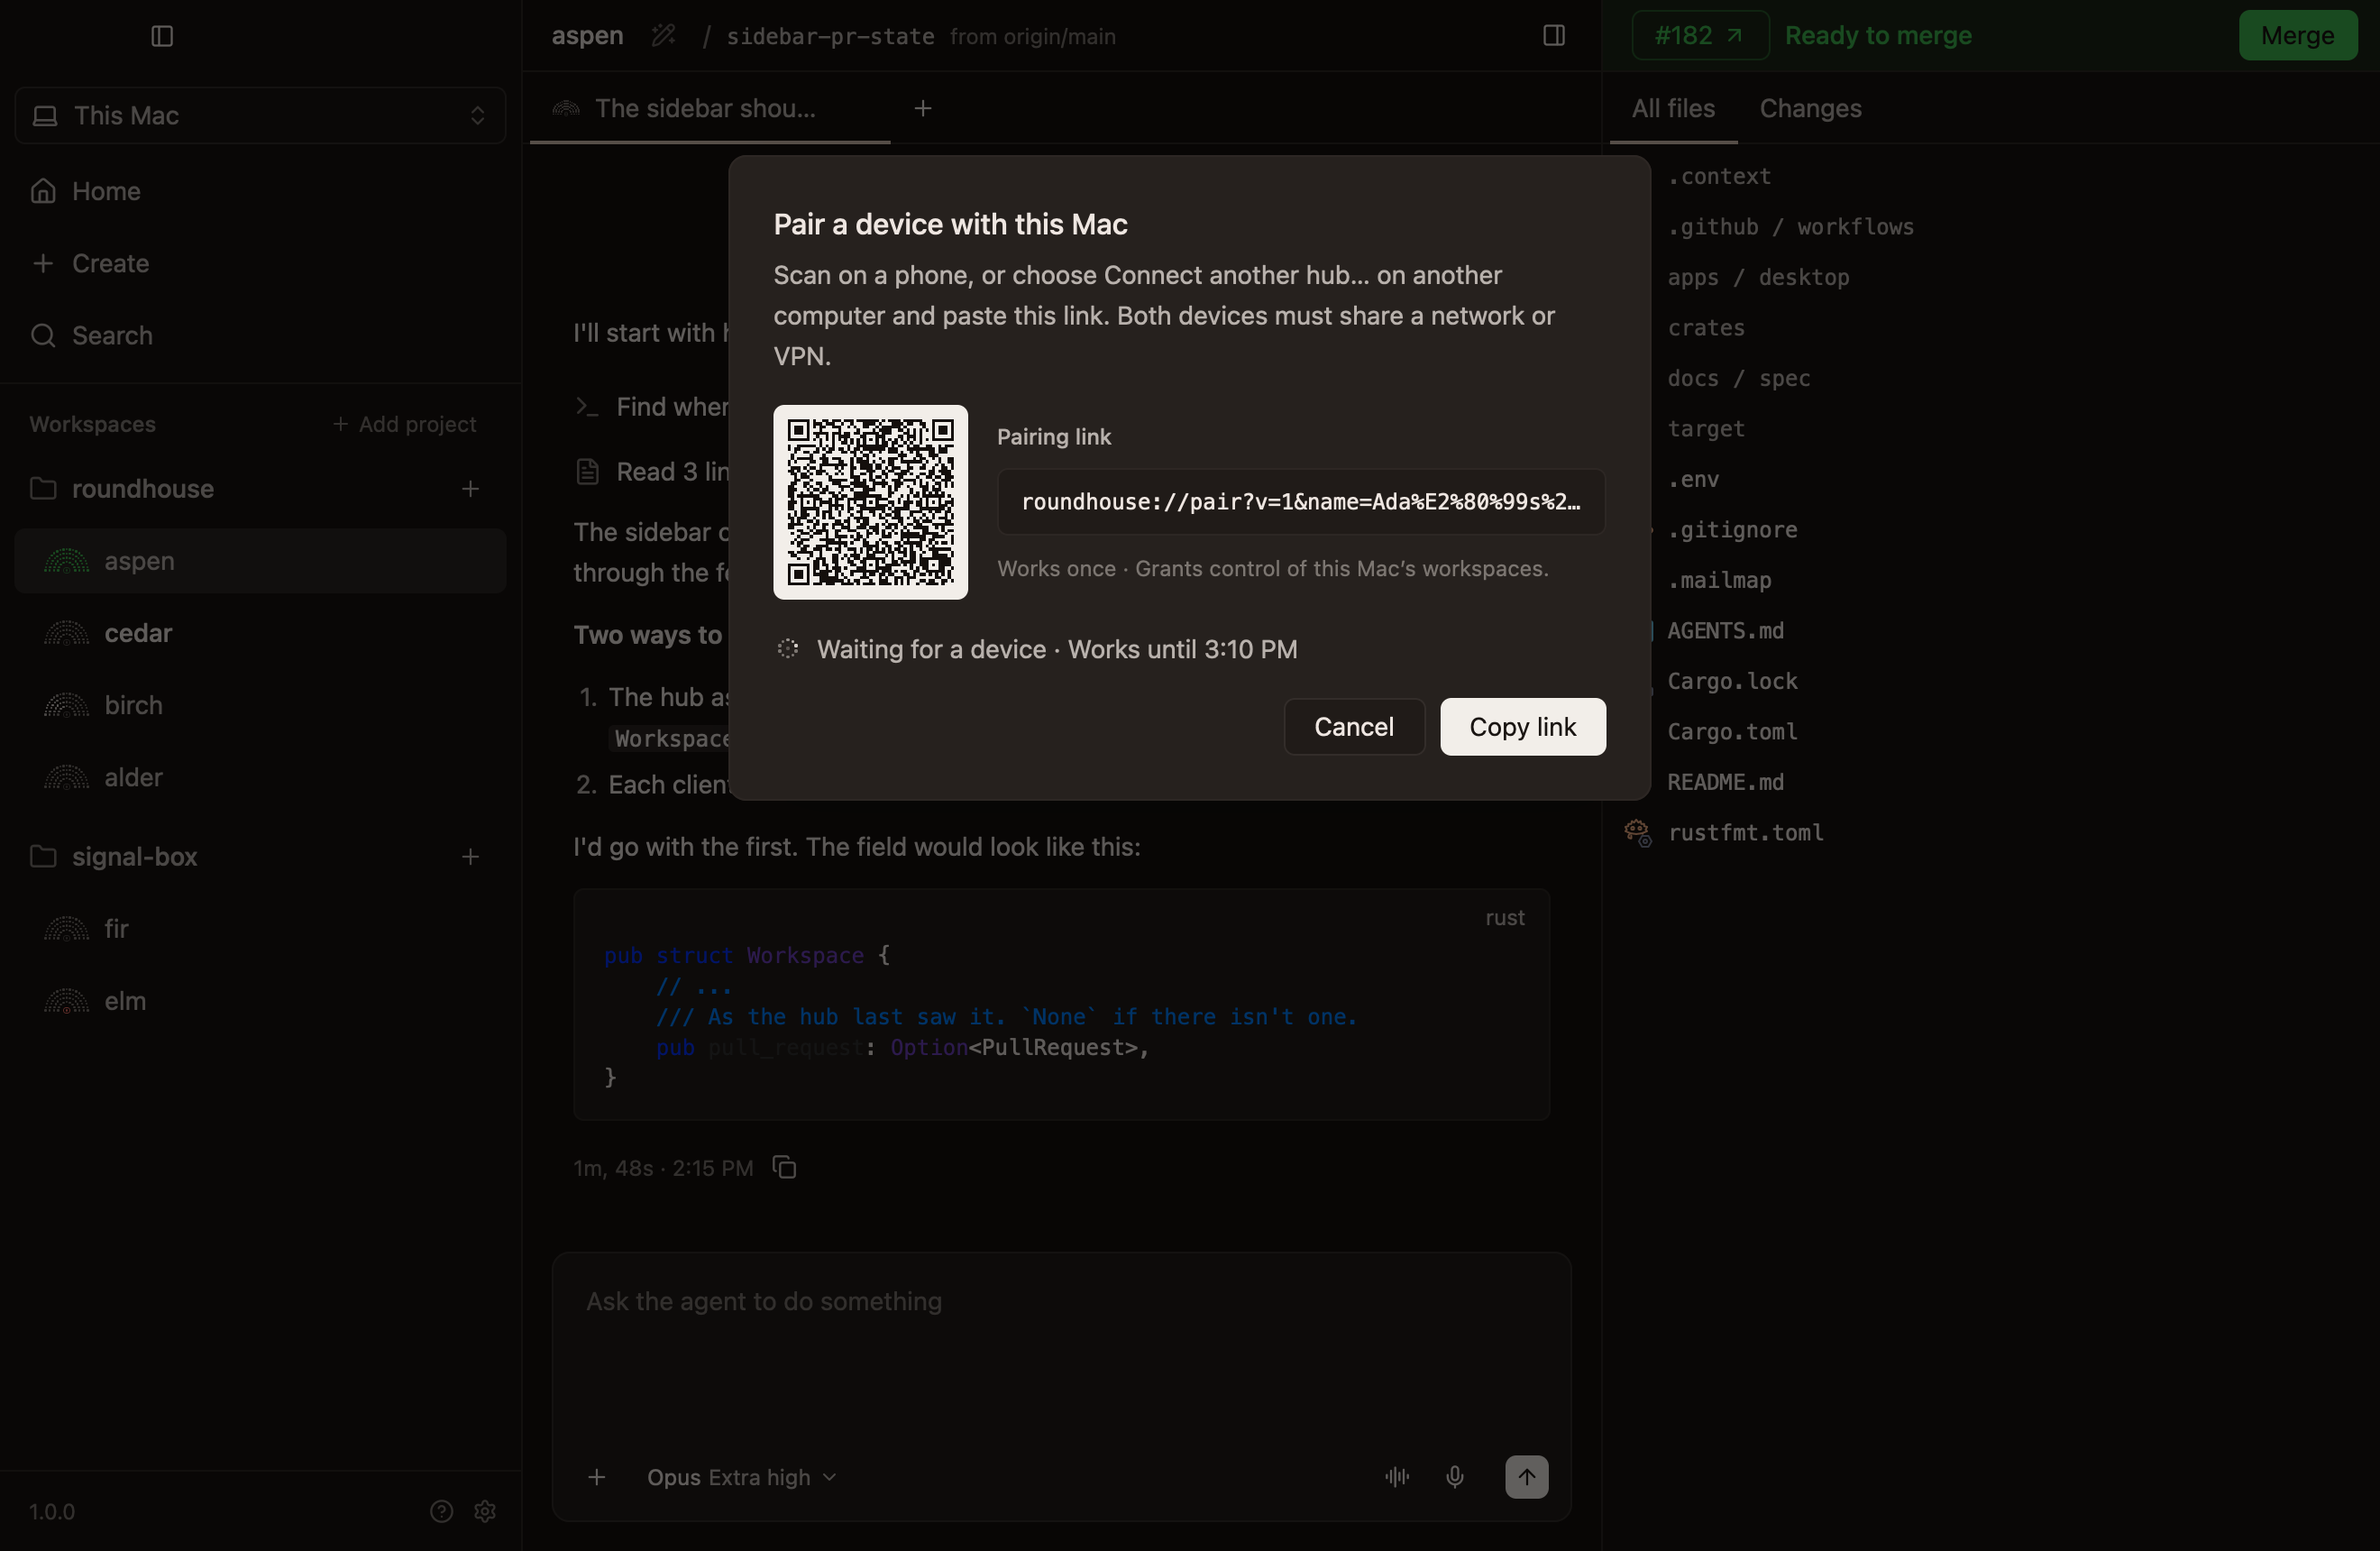 This Mac
Home
Create
Search
Workspaces
Add project
roundhouse
aspen
cedar
birch
alder
signal-box
fir
elm
1.0.0
aspen / sidebar-pr-state from origin/main
The sidebar shou...
I'll start with
Find
Read 3
The sidebar
through the
Two ways to
1. The hub
Workspace
2. Each
I'd go with the first. The field would look like this:
rust
pub struct Workspace {
// ...
/// As the hub last saw it. `None` if there isn't one.
pub pull_request: Option<PullRequest>,
}
1m, 48s · 2:15 PM
Ask the agent to do something
Opus Extra high
Pair a device with this Mac
Scan on a phone, or choose Connect another hub... on another
computer and paste this link. Both devices must share a network or
VPN.
Pairing link
roundhouse://pair?v=1&name=Ada%E2%80%99s%2…
Works once · Grants control of this Mac’s workspaces.
Waiting for a device · Works until 3:10 PM
Cancel
Copy link
#182
Ready to merge
Merge
All files
Changes
.context
.github / workflows
apps / desktop
crates
docs / spec
target
.env
.gitignore
.mailmap
AGENTS.md
Cargo.lock
Cargo.toml
README.md
rustfmt.toml